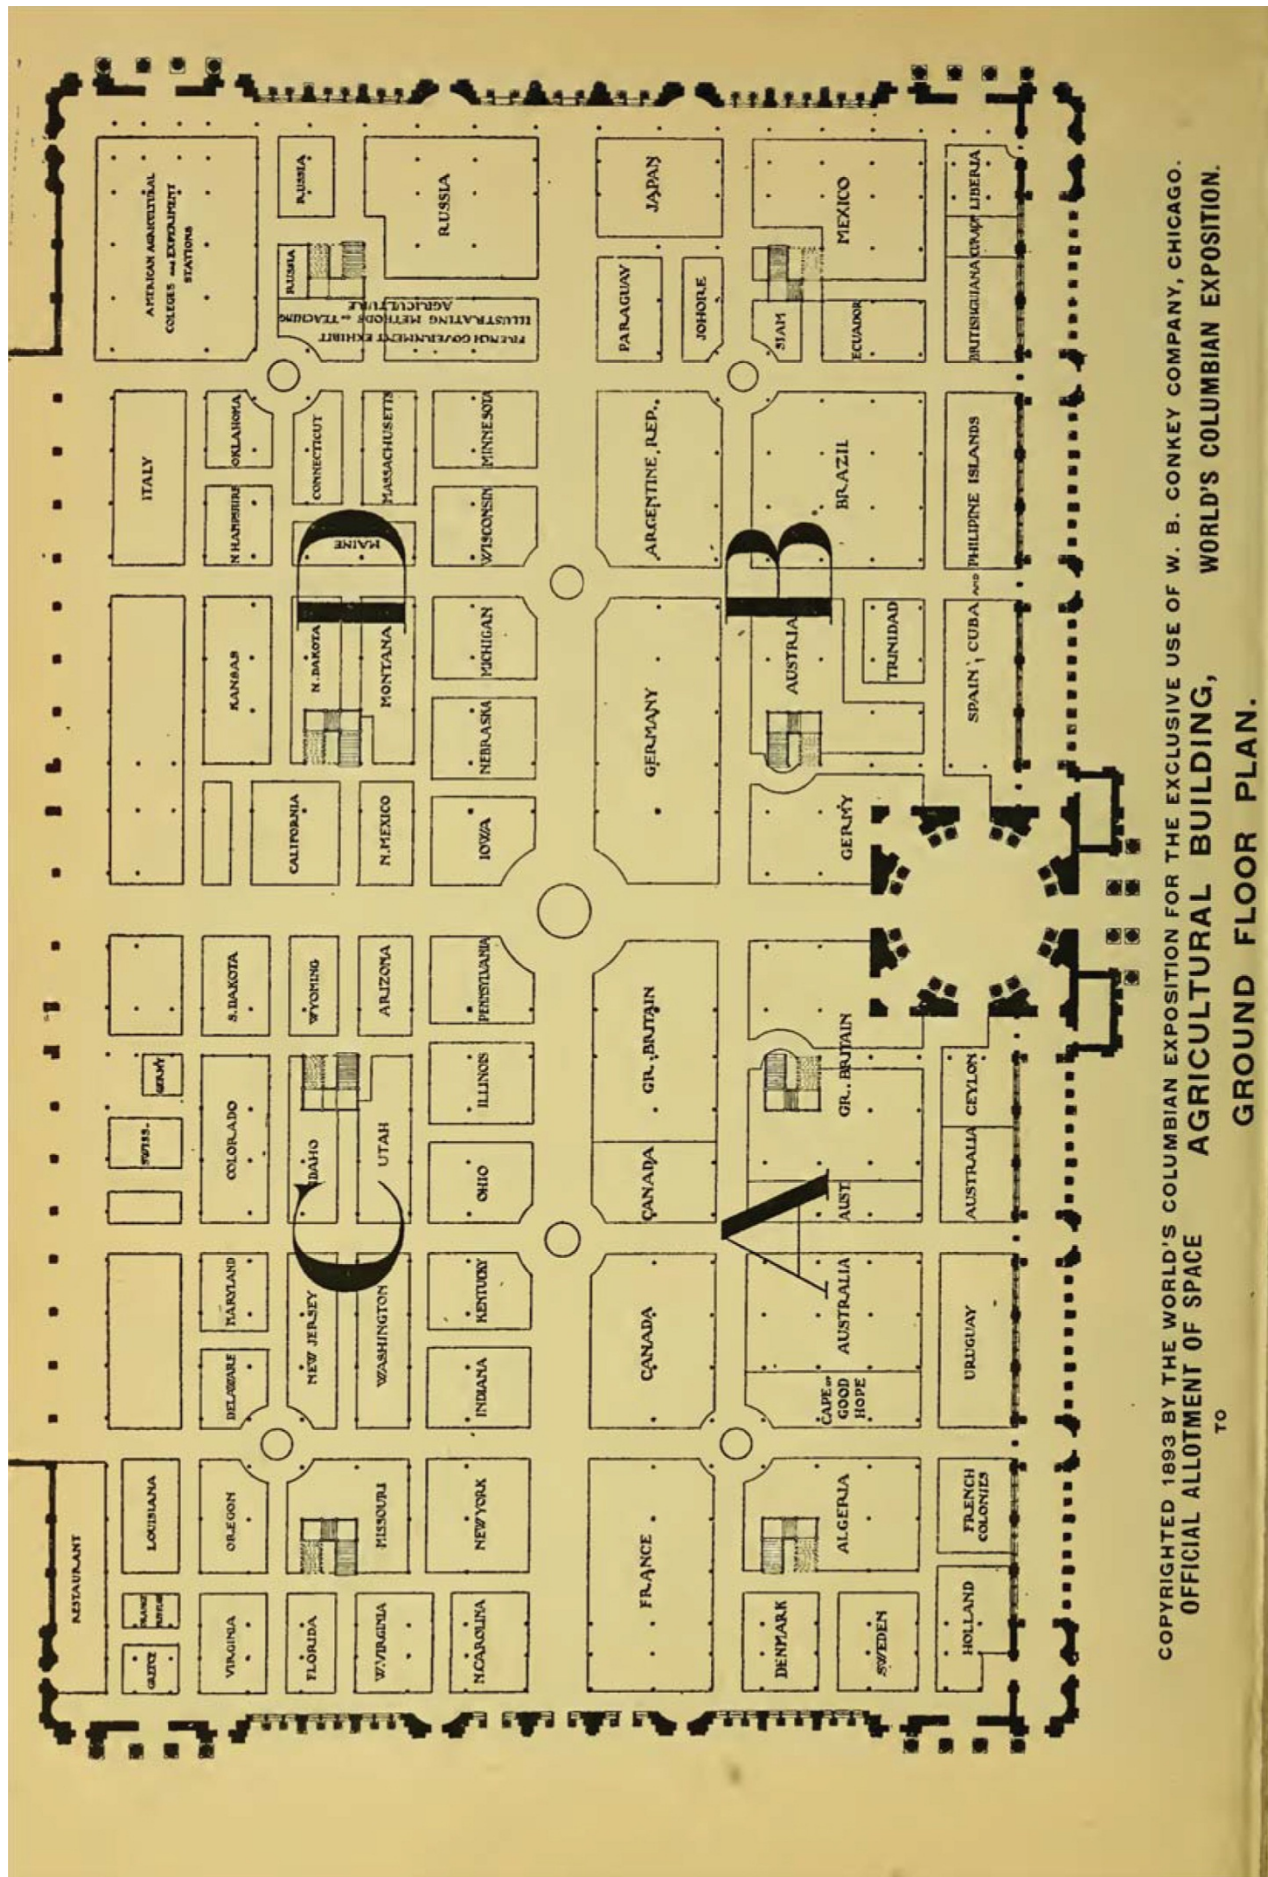 RESTAURANT
GREECE
LOUISIANA
SWISS.
GERM'Y
ITALY
AMERICAN AGRICULTURAL
COLEGES AND EXPERIMENT
STATIONS
VIRGINIA
OREGON
DELAWARE
MARYLAND
COLORADO
S. DAKOTA
KANSAS
N HAMPSHIRE
OKLAHOMA
FLORIDA
NEW JERSEY
IDAHO
WYOMING
CALIFORNIA
N. DAKOTA
MAINE
CONNECTICUT
RUSSIA
RUSSIA
C
D
W. VIRGINIA
MISSOURI
WASHINGTON
UTAH
ARIZONA
N. MEXICO
MONTANA
MASSACHUSETTS
FRENCH GOVERNMENT EXHIBIT
ILLUSTRATING METHODS OF TEACHING
AGRICULTURE
RUSSIA
N. CAROLINA
NEW YORK
INDIANA
KENTUCKY
OHIO
ILLINOIS
PENNSYLVANIA
IOWA
NEBRASKA
MICHIGAN
WISCONSIN
MINNESOTA
FRANCE
CANADA
CANADA
GR. BRITAIN
GERMANY
ARGENTINE REP.
PARAGUAY
JAPAN
JOHORE
A
B
DENMARK
AUSTRIA
SIAM
ALGERIA
CAPE OF
GOOD
HOPE
AUSTRALIA
AUST
GR. BRITAIN
GERM'Y
BRAZIL
ECUADOR
MEXICO
SWEDEN
TRINIDAD
HOLLAND
FRENCH
COLONIES
URUGUAY
AUSTRALIA
CEYLON
SPAIN, CUBA AND PHILIPINE ISLANDS
BRITISH GUIANA
LIBERIA
COPYRIGHTED 1893 BY THE WORLD'S COLUMBIAN EXPOSITION FOR THE EXCLUSIVE USE OF W. B. CONKEY COMPANY, CHICAGO.
OFFICIAL ALLOTMENT OF SPACE
TO
AGRICULTURAL BUILDING,
WORLD'S COLUMBIAN EXPOSITION.
GROUND FLOOR PLAN.